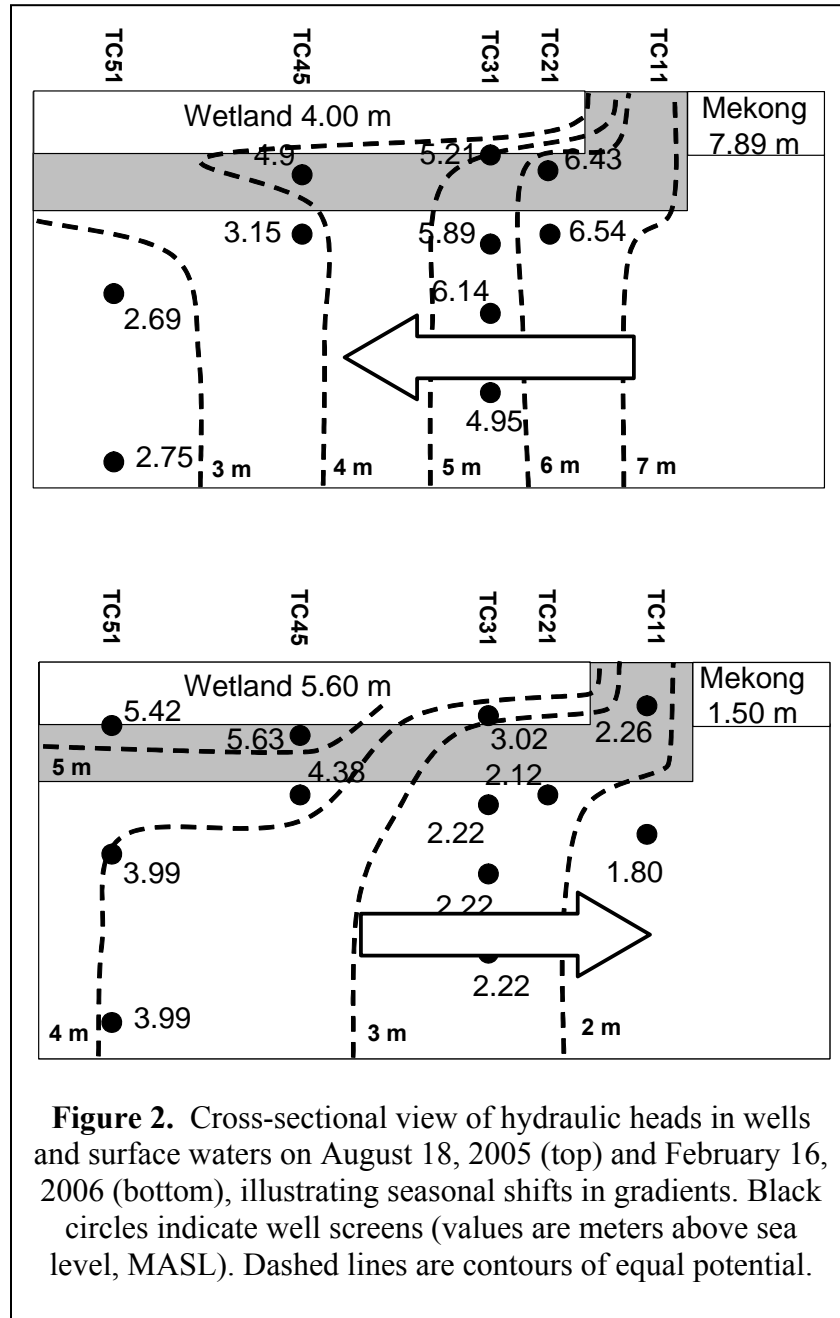 TC51 TC45 TC31 TC21 TC11
Wetland 4.00 m
Mekong
7.89 m
4.9
5.21
6.43
3.15
5.89
6.54
6.14
2.69
4.95
2.75
3 m
4 m
5 m
6 m
7 m
TC51 TC45 TC31 TC21 TC11
Wetland 5.60 m
Mekong
1.50 m
5.42
5.63
3.02
2.26
5 m
4.38
2.12
2.22
3.99
1.80
2.22
2.22
3.99
4 m
3 m
2 m
Figure 2. Cross-sectional view of hydraulic heads in wells
and surface waters on August 18, 2005 (top) and February 16,
2006 (bottom), illustrating seasonal shifts in gradients. Black
circles indicate well screens (values are meters above sea
level, MASL). Dashed lines are contours of equal potential.